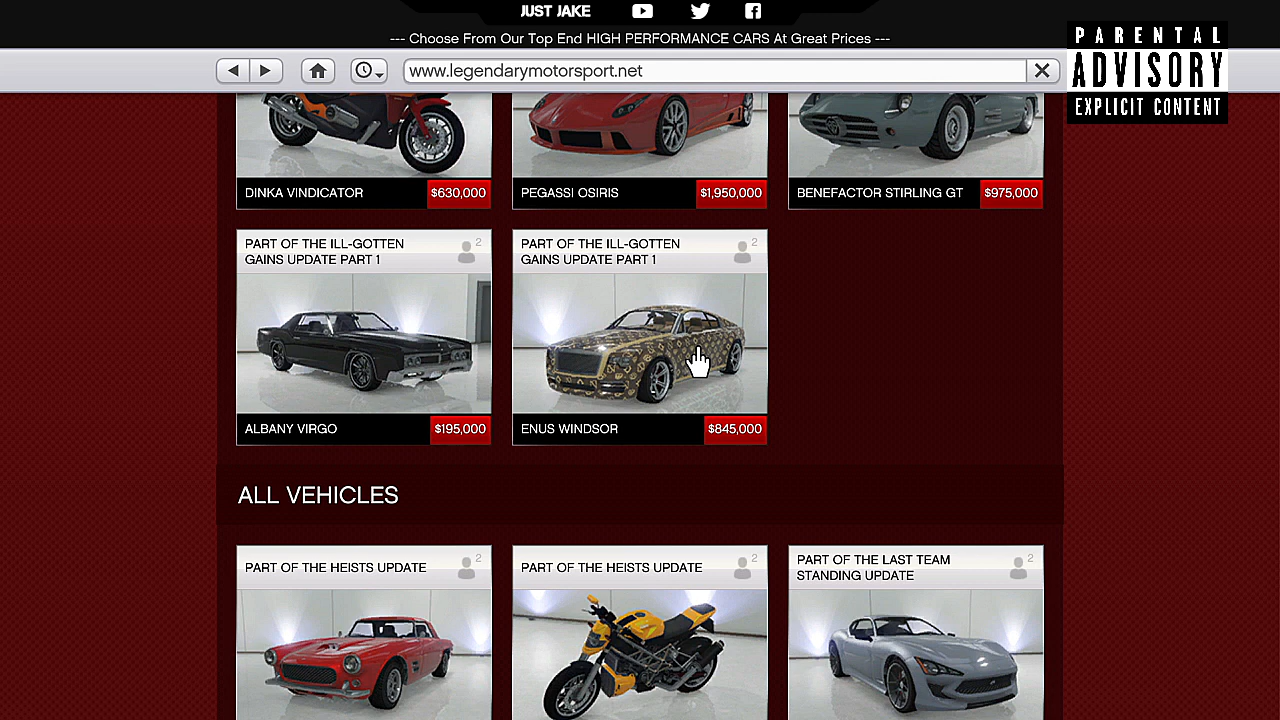 JUST JAKE
--- Choose From Our Top End HIGH PERFORMANCE CARS At Great Prices ---
PARENTAL
ADVISORY
EXPLICIT CONTENT
www.legendarymotorsport.net
DINKA VINDICATOR $630,000
PEGASSI OSIRIS $1,950,000
BENEFACTOR STIRLING GT $975,000
PART OF THE ILL-GOTTEN
GAINS UPDATE PART 1
2
PART OF THE ILL-GOTTEN
GAINS UPDATE PART 1
2
ALBANY VIRGO $195,000
ENUS WINDSOR $845,000
ALL VEHICLES
PART OF THE HEISTS UPDATE
2
PART OF THE HEISTS UPDATE
2
PART OF THE LAST TEAM
STANDING UPDATE
2